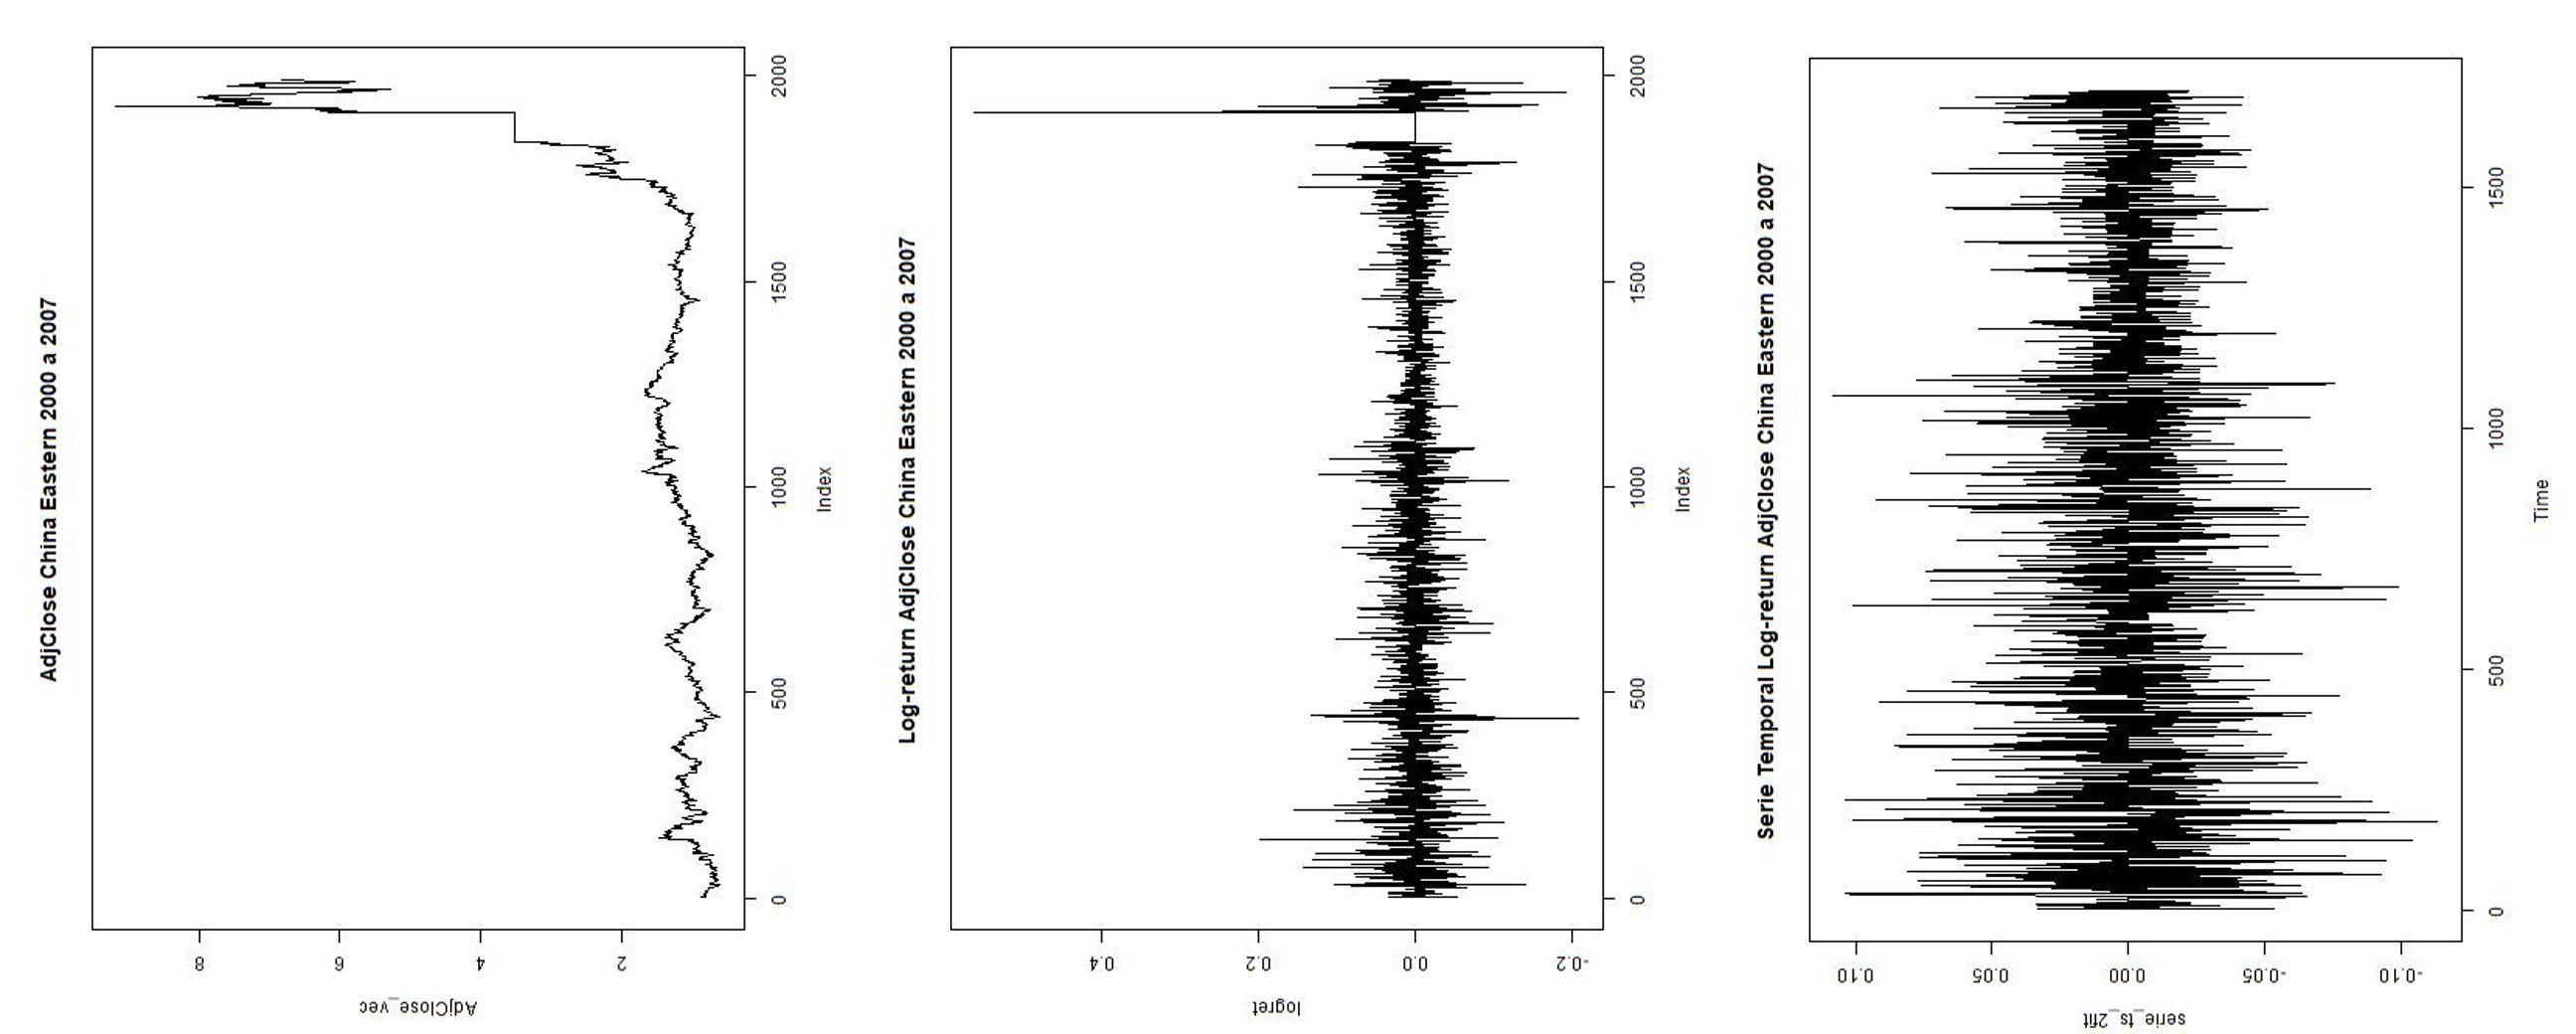 AdjClose China Eastern 2000 a 2007
8
6
4
2
AdjClose_vec
0 500 1000 1500 2000
Index
Log-return AdjClose China Eastern 2000 a 2007
0.4
0.2
0.0
-0.2
logret
0 500 1000 1500 2000
Index
Serie Temporal Log-return AdjClose China Eastern 2000 a 2007
0.10
0.05
0.00
-0.05
-0.10
serie_ts_2fit
0 500 1000 1500
Time